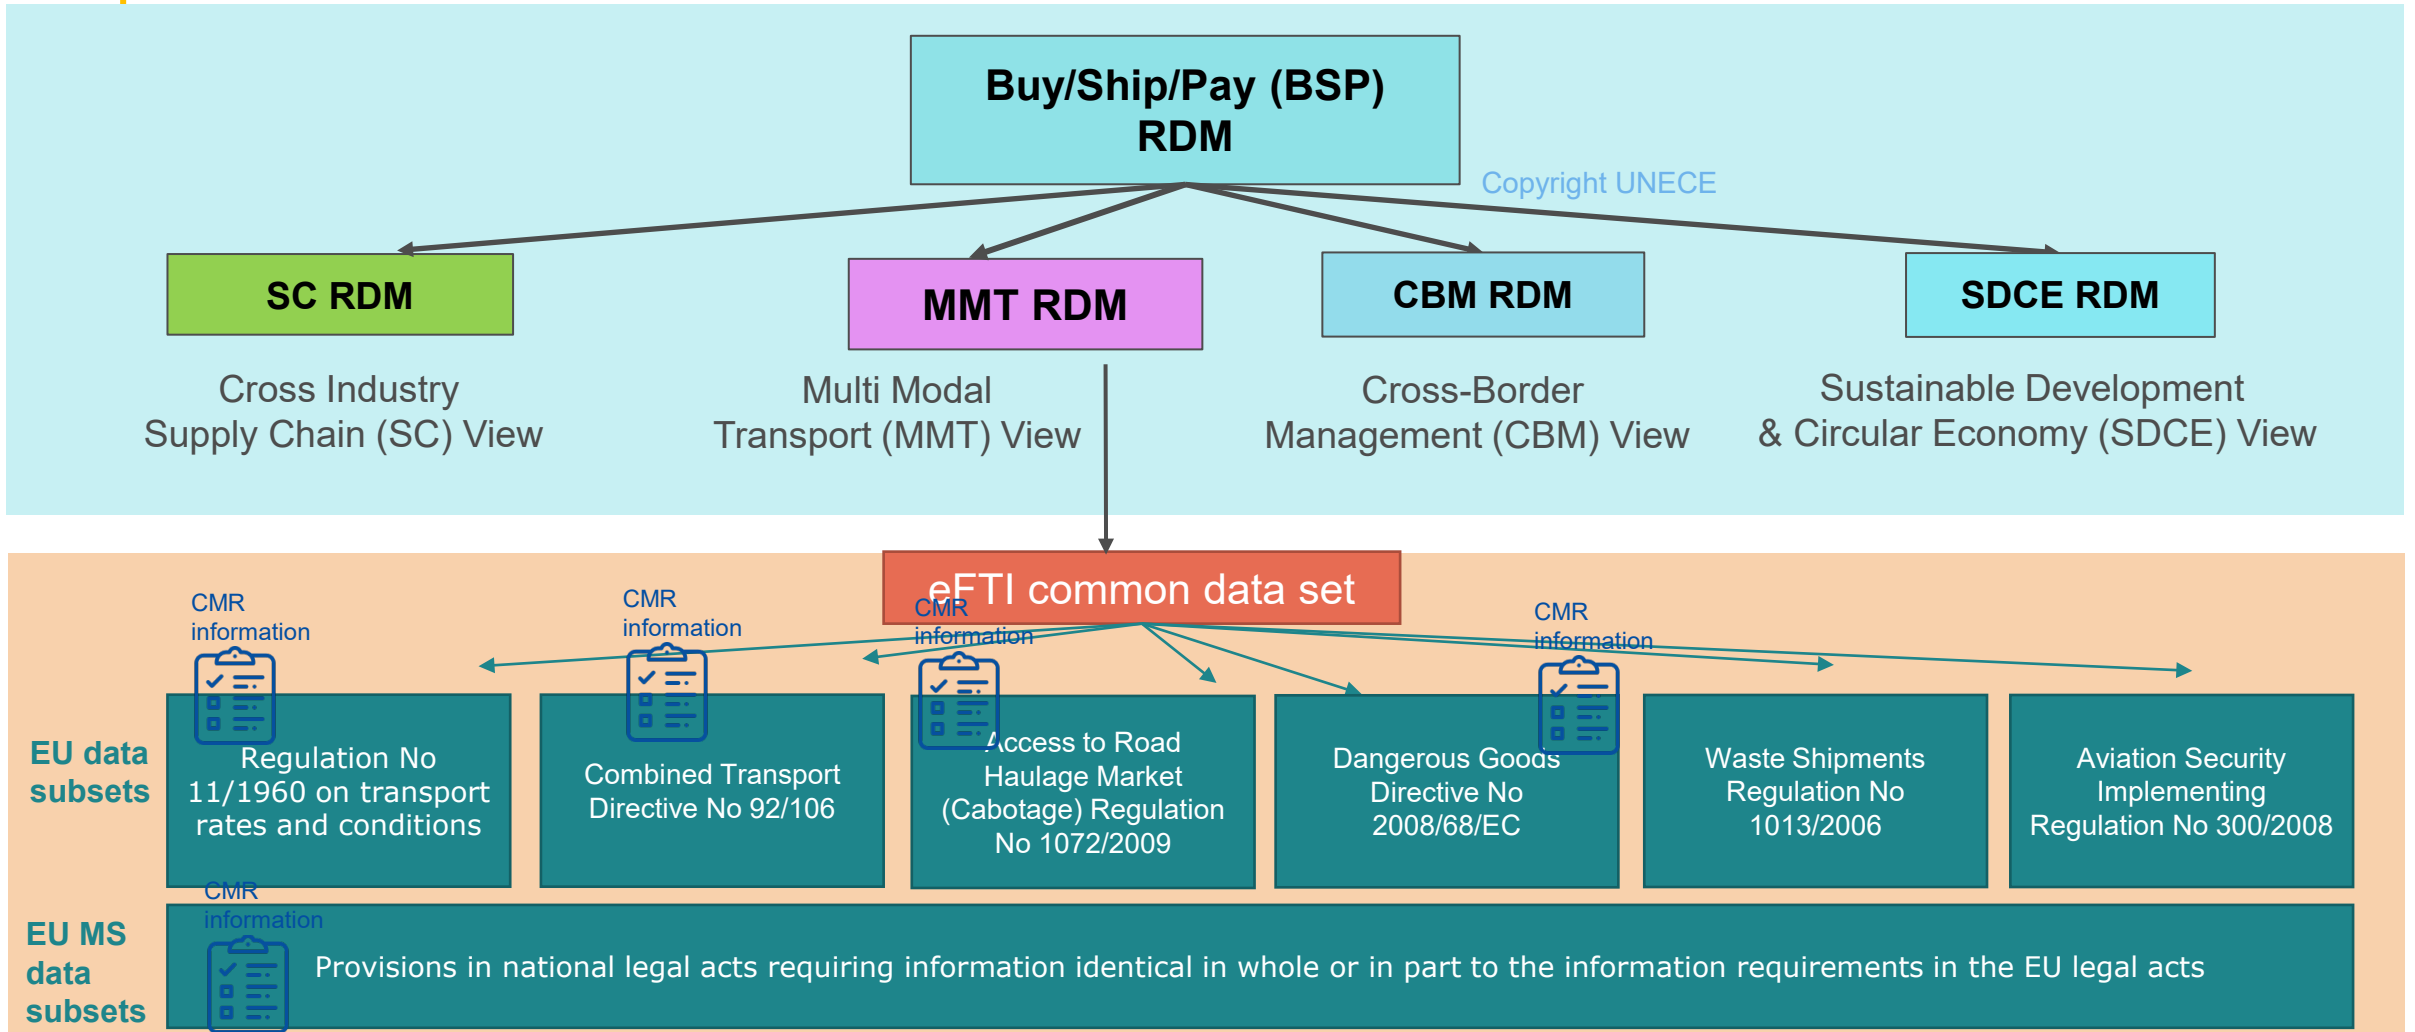 Buy/Ship/Pay (BSP)
RDM
Copyright UNECE
SC RDM
MMT RDM
CBM RDM
SDCE RDM
Cross Industry
Supply Chain (SC) View
Multi Modal
Transport (MMT) View
Cross-Border
Management (CBM) View
Sustainable Development
& Circular Economy (SDCE) View
eFTI common data set
CMR
information
CMR
information
CMR
information
CMR
information
EU data
subsets
Regulation No
11/1960 on transport
rates and conditions
Combined Transport
Directive No 92/106
Access to Road
Haulage Market
(Cabotage) Regulation
No 1072/2009
Dangerous Goods
Directive No
2008/68/EC
Waste Shipments
Regulation No
1013/2006
Aviation Security
Implementing
Regulation No 300/2008
CMR
information
EU MS
data
subsets
Provisions in national legal acts requiring information identical in whole or in part to the information requirements in the EU legal acts